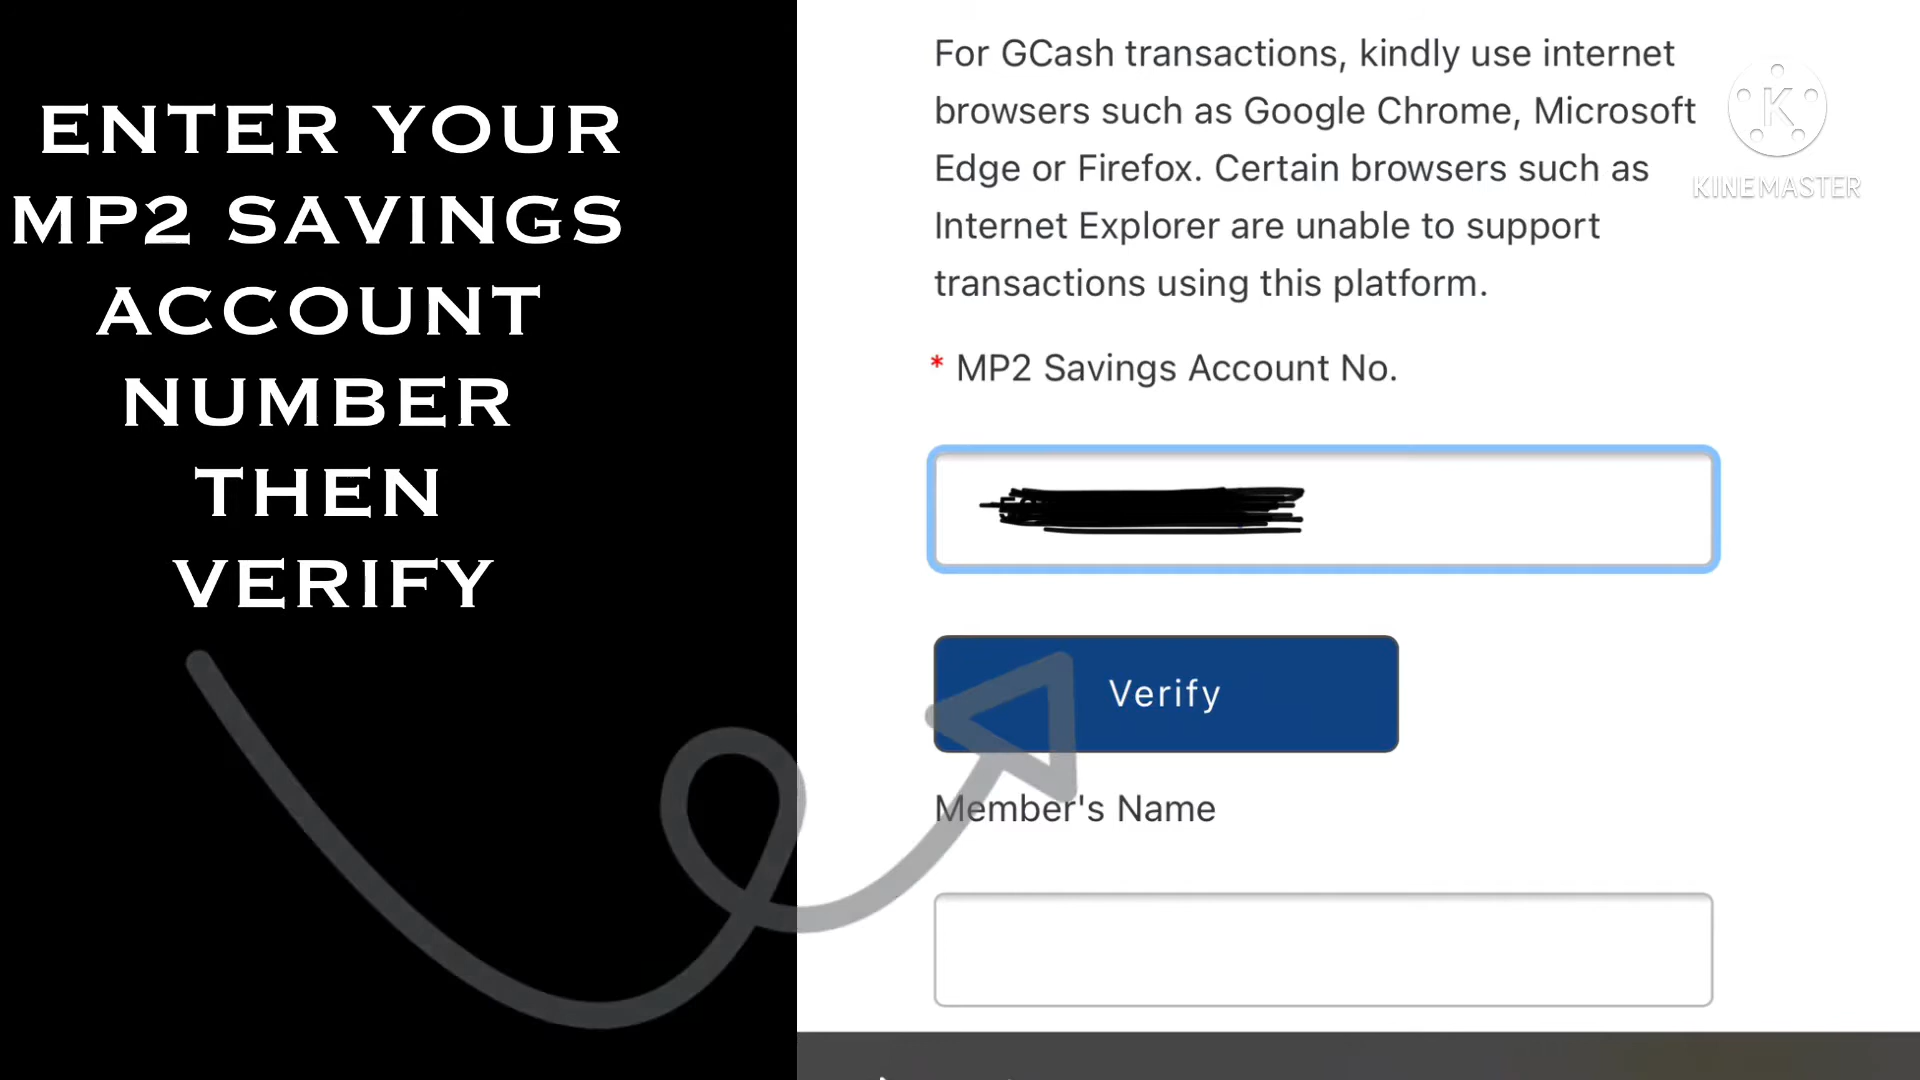 ENTER YOUR
MP2 SAVINGS
ACCOUNT
NUMBER
THEN
VERIFY
For GCash transactions, kindly use internet
browsers such as Google Chrome, Microsoft
Edge or Firefox. Certain browsers such as
Internet Explorer are unable to support
transactions using this platform.
* MP2 Savings Account No.
Verify
Member's Name
K
KINEMASTER